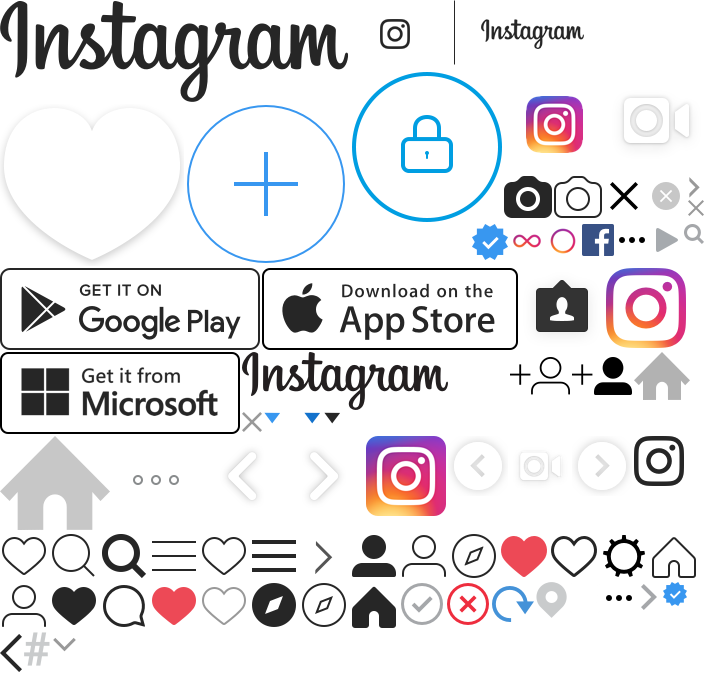 Instagram
Instagram
GET IT ON
Google Play
Download on the
App Store
Get it from
Microsoft
Instagram
#